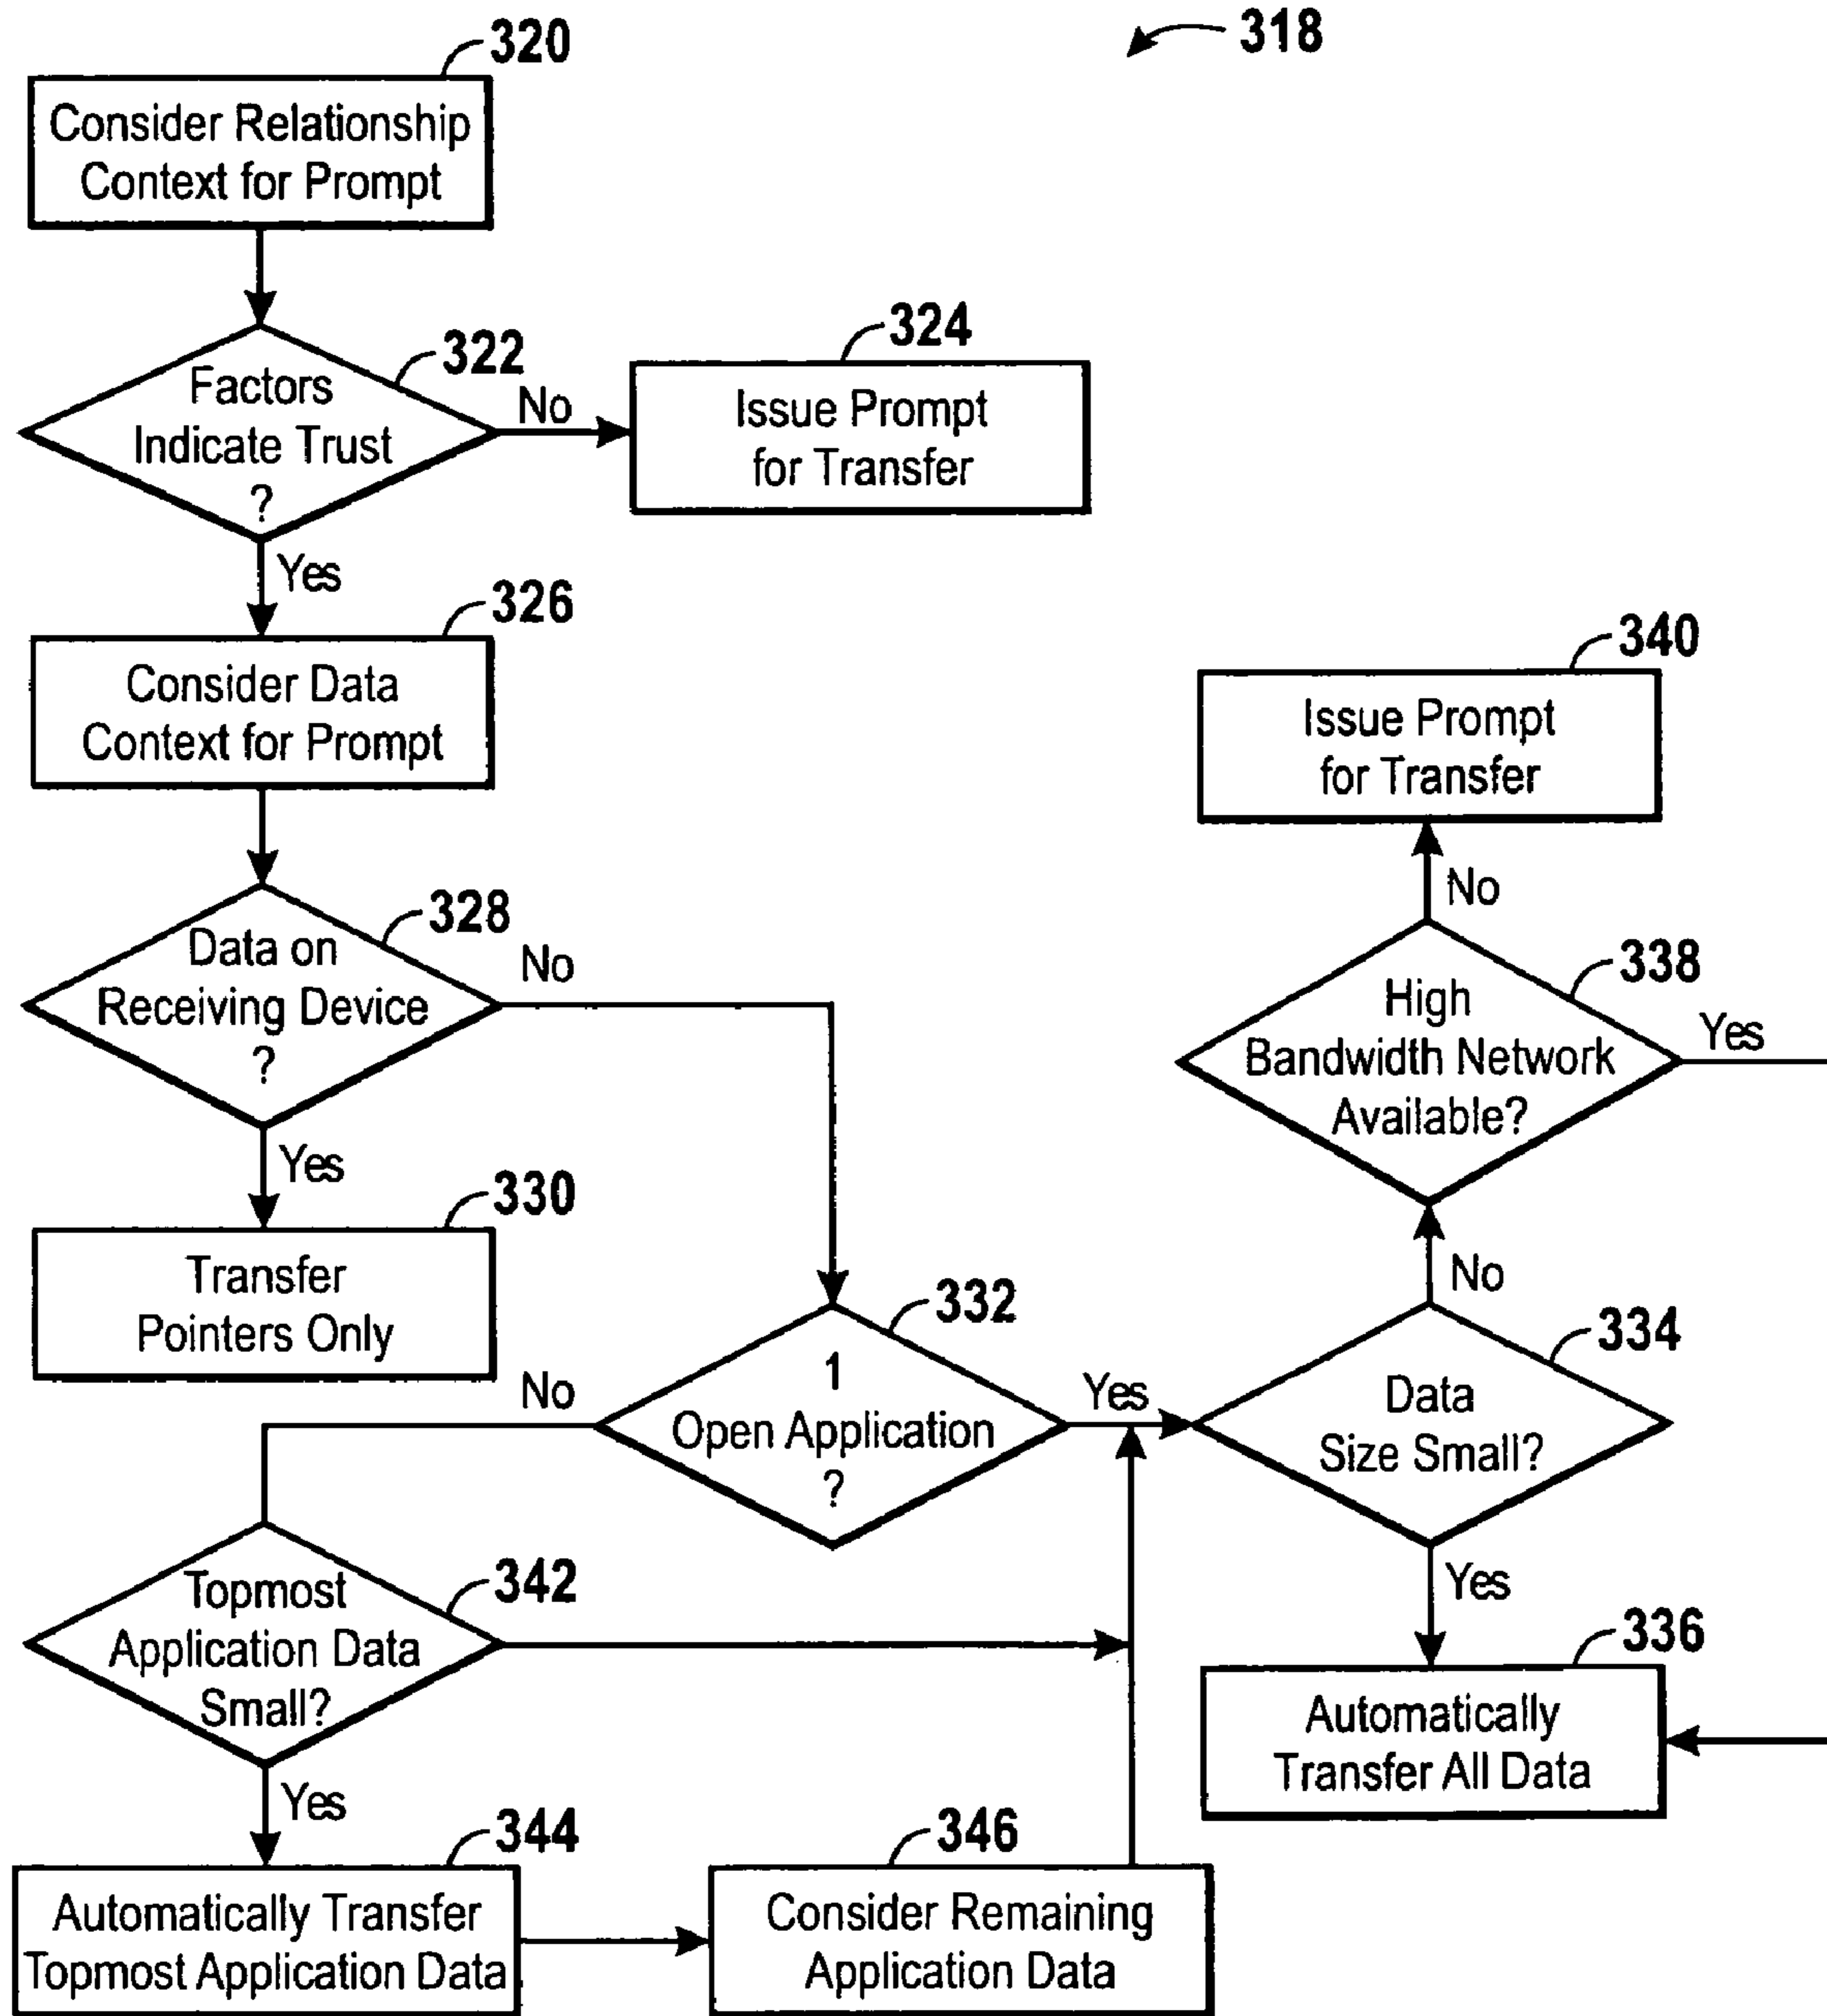 318
320
Consider Relationship
Context for Prompt
322
Factors
Indicate Trust
?
No
324
Issue Prompt
for Transfer
Yes
326
Consider Data
Context for Prompt
328
Data on
Receiving Device
?
No
Yes
330
Transfer
Pointers Only
332
1
Open Application
?
No
Yes
334
Data
Size Small?
No
338
High
Bandwidth Network
Available?
Yes
No
340
Issue Prompt
for Transfer
Yes
336
Automatically
Transfer All Data
342
Topmost
Application Data
Small?
Yes
344
Automatically Transfer
Topmost Application Data
346
Consider Remaining
Application Data